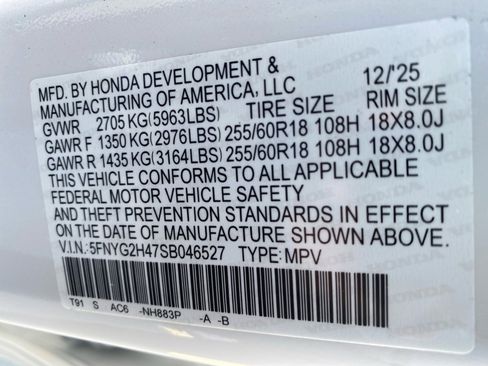 MFD. BY HONDA DEVELOPMENT & 12/'25
MANUFACTURING OF AMERICA, LLC
GVWR 2705 KG(5963LBS) TIRE SIZE RIM SIZE
GAWR F 1350 KG(2976LBS) 255/60R18 108H 18X8.0J
GAWR R 1435 KG(3164LBS) 255/60R18 108H 18X8.0J
THIS VEHICLE CONFORMS TO ALL APPLICABLE
FEDERAL MOTOR VEHICLE SAFETY
AND THEFT PREVENTION STANDARDS IN EFFECT
ON THE DATE OF MANUFACTURE SHOWN ABOVE.
V.I.N.: 5FNYG2H47SB046527 TYPE: MPV
T91 S AC6 -NH883P -A -B